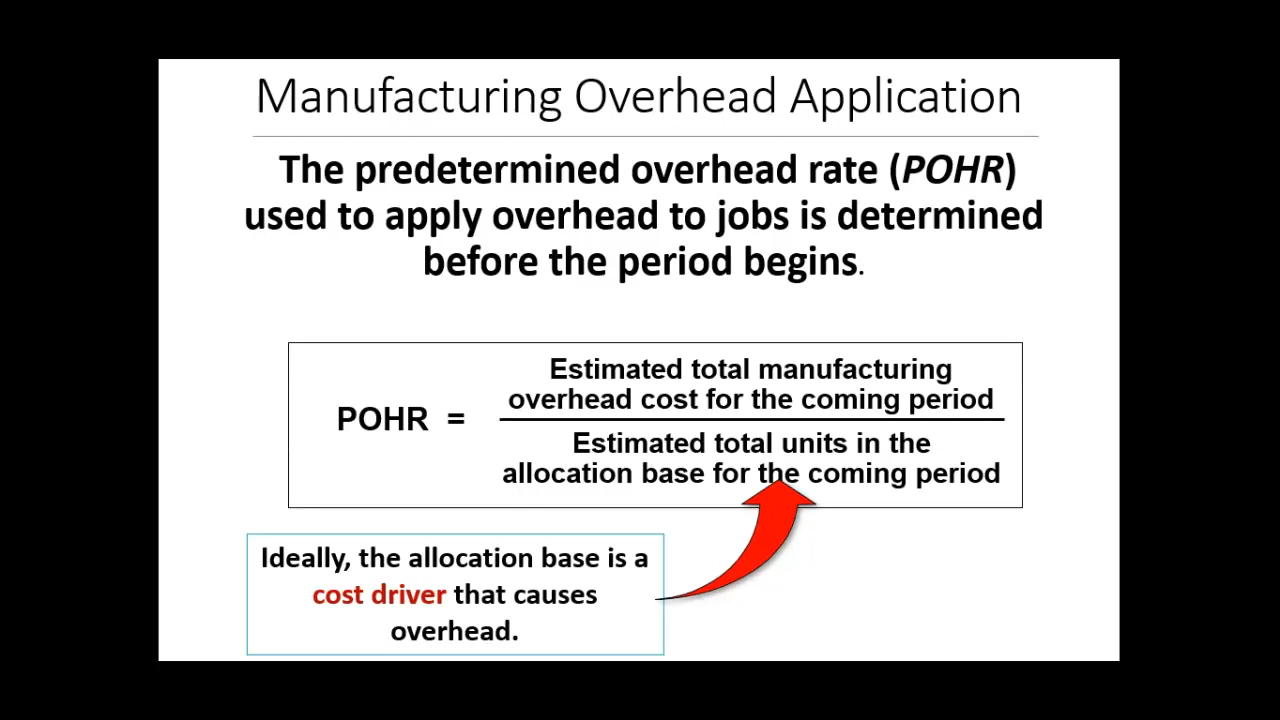 Manufacturing Overhead Application
The predetermined overhead rate (POHR)
used to apply overhead to jobs is determined
before the period begins.
Estimated total manufacturing
overhead cost for the coming period
POHR =
Estimated total units in the
allocation base for the coming period
Ideally, the allocation base is a
cost driver that causes
overhead.